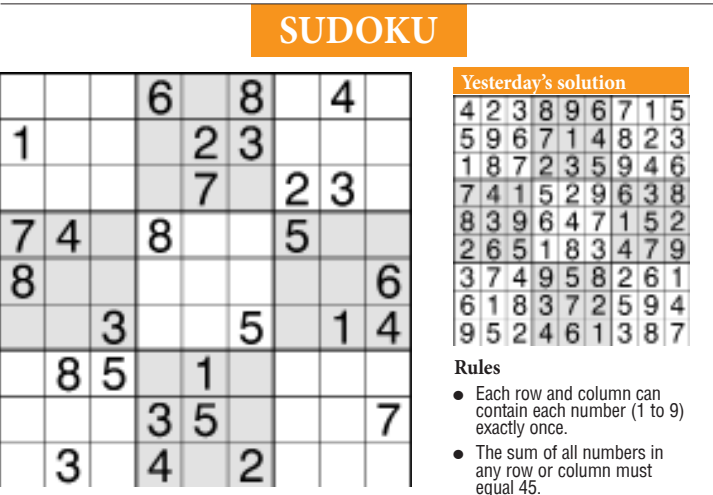 SUDOKU
6 8 4
1 2 3
7 2 3
7 4 8 5
8 6
3 5 1 4
8 5 1
3 5 7
3 4 2
Yesterday's solution
4 2 3 8 9 6 7 1 5
5 9 6 7 1 4 8 2 3
1 8 7 2 3 5 9 4 6
7 4 1 5 2 9 6 3 8
8 3 9 6 4 7 1 5 2
2 6 5 1 8 3 4 7 9
3 7 4 9 5 8 2 6 1
6 1 8 3 7 2 5 9 4
9 5 2 4 6 1 3 8 7
Rules
● Each row and column can
contain each number (1 to 9)
exactly once.
● The sum of all numbers in
any row or column must
equal 45.